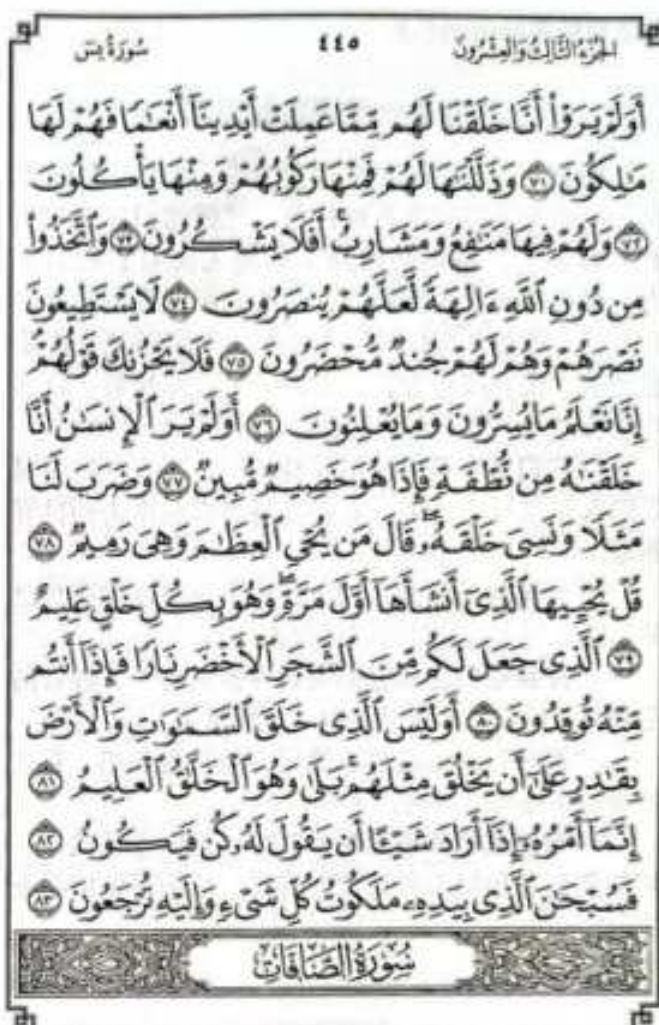 الجزء الثالث والعشرون ٤٤٥ سورة يس
أَوَلَمْ يَرَوْا۟ أَنَّا خَلَقْنَا لَهُم مِّمَّا عَمِلَتْ أَيْدِينَآ أَنْعَـٰمًا فَهُمْ لَهَا
مَـٰلِكُونَ ٧١ وَذَلَّلْنَـٰهَا لَهُمْ فَمِنْهَا رَكُوبُهُمْ وَمِنْهَا يَأْكُلُونَ
٧٢ وَلَهُمْ فِيهَا مَنَـٰفِعُ وَمَشَارِبُ ۖ أَفَلَا يَشْكُرُونَ ٧٣ وَٱتَّخَذُوا۟
مِن دُونِ ٱللَّهِ ءَالِهَةً لَّعَلَّهُمْ يُنصَرُونَ ٧٤ لَا يَسْتَطِيعُونَ
نَصْرَهُمْ وَهُمْ لَهُمْ جُندٌ مُّحْضَرُونَ ٧٥ فَلَا يَحْزُنكَ قَوْلُهُمْ ۘ
إِنَّا نَعْلَمُ مَا يُسِرُّونَ وَمَا يُعْلِنُونَ ٧٦ أَوَلَمْ يَرَ ٱلْإِنسَـٰنُ أَنَّا
خَلَقْنَـٰهُ مِن نُّطْفَةٍ فَإِذَا هُوَ خَصِيمٌ مُّبِينٌ ٧٧ وَضَرَبَ لَنَا
مَثَلًا وَنَسِىَ خَلْقَهُۥ ۖ قَالَ مَن يُحْىِ ٱلْعِظَـٰمَ وَهِىَ رَمِيمٌ ٧٨
قُلْ يُحْيِيهَا ٱلَّذِىٓ أَنشَأَهَآ أَوَّلَ مَرَّةٍ ۖ وَهُوَ بِكُلِّ خَلْقٍ عَلِيمٌ
٧٩ ٱلَّذِى جَعَلَ لَكُم مِّنَ ٱلشَّجَرِ ٱلْأَخْضَرِ نَارًا فَإِذَآ أَنتُم
مِّنْهُ تُوقِدُونَ ٨٠ أَوَلَيْسَ ٱلَّذِى خَلَقَ ٱلسَّمَـٰوَٰتِ وَٱلْأَرْضَ
بِقَـٰدِرٍ عَلَىٰٓ أَن يَخْلُقَ مِثْلَهُم ۚ بَلَىٰ وَهُوَ ٱلْخَلَّـٰقُ ٱلْعَلِيمُ ٨١
إِنَّمَآ أَمْرُهُۥٓ إِذَآ أَرَادَ شَيْـًٔا أَن يَقُولَ لَهُۥ كُن فَيَكُونُ ٨٢
فَسُبْحَـٰنَ ٱلَّذِى بِيَدِهِۦ مَلَكُوتُ كُلِّ شَىْءٍ وَإِلَيْهِ تُرْجَعُونَ ٨٣
سُورَةُ الصَّافَّاتِ